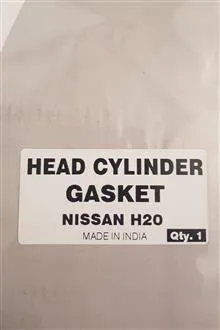 HEAD CYLINDER
GASKET
NISSAN H20
MADE IN INDIA Qty. 1